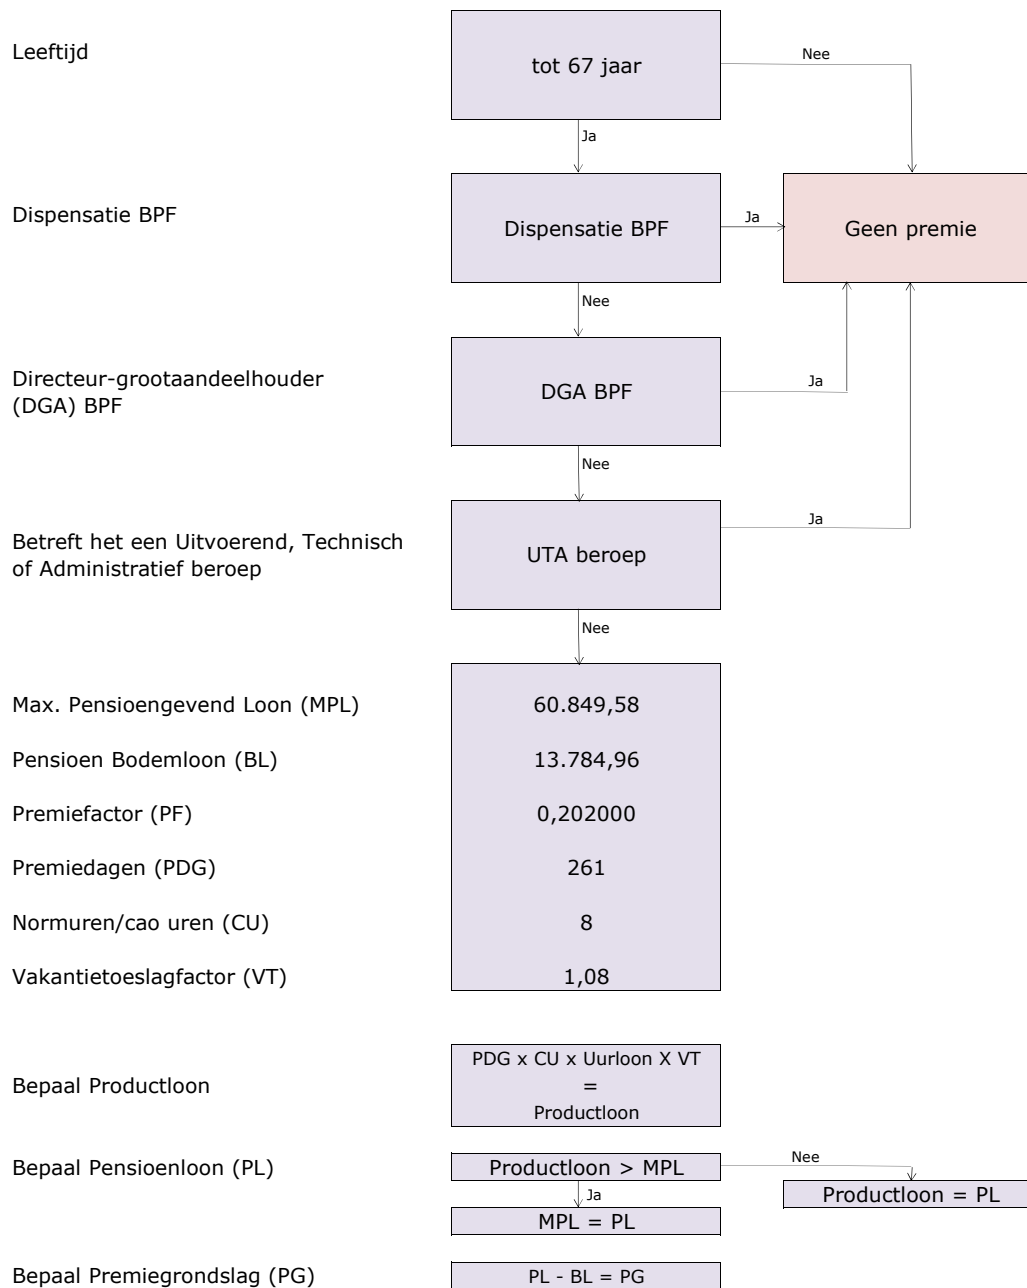 Leeftijd
tot 67 jaar
Nee
Ja
Dispensatie BPF
Dispensatie BPF
Ja
Geen premie
Nee
Directeur-grootaandeelhouder
(DGA) BPF
DGA BPF
Ja
Nee
Betreft het een Uitvoerend, Technisch
of Administratief beroep
UTA beroep
Ja
Nee
Max. Pensioengevend Loon (MPL)
60.849,58
Pensioen Bodemloon (BL)
13.784,96
Premiefactor (PF)
0,202000
Premiedagen (PDG)
261
Normuren/cao uren (CU)
8
Vakantietoeslagfactor (VT)
1,08
Bepaal Productloon
PDG x CU x Uurloon X VT
=
Productloon
Bepaal Pensioenloon (PL)
Productloon > MPL
Nee
Productloon = PL
Ja
MPL = PL
Bepaal Premiegrondslag (PG)
PL - BL = PG